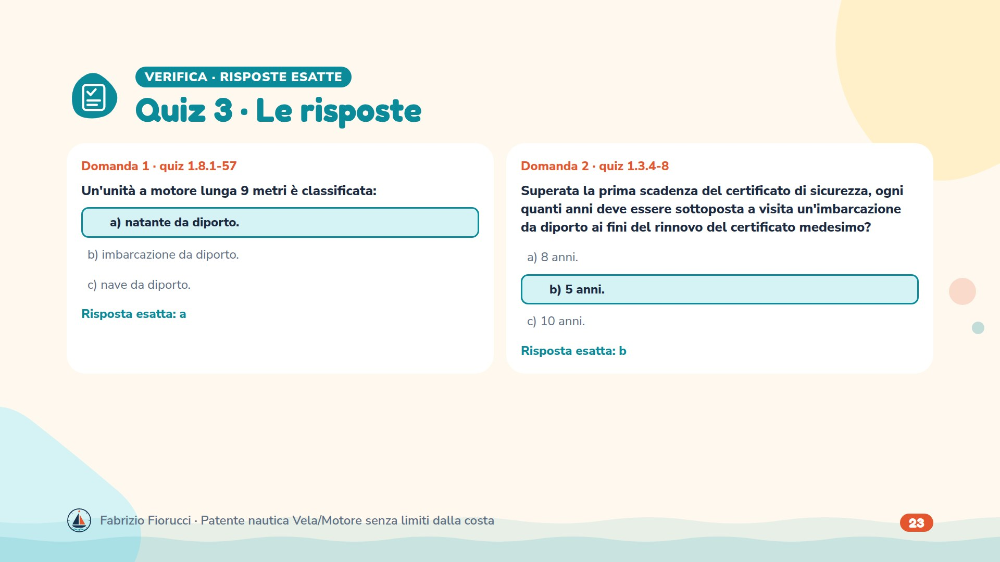 VERIFICA · RISPOSTE ESATTE
Quiz 3 · Le risposte
Domanda 1 · quiz 1.8.1-57
Un'unità a motore lunga 9 metri è classificata:
a) natante da diporto.
b) imbarcazione da diporto.
c) nave da diporto.
Risposta esatta: a
Domanda 2 · quiz 1.3.4-8
Superata la prima scadenza del certificato di sicurezza, ogni
quanti anni deve essere sottoposta a visita un'imbarcazione
da diporto ai fini del rinnovo del certificato medesimo?
a) 8 anni.
b) 5 anni.
c) 10 anni.
Risposta esatta: b
Fabrizio Fiorucci · Patente nautica Vela/Motore senza limiti dalla costa
23